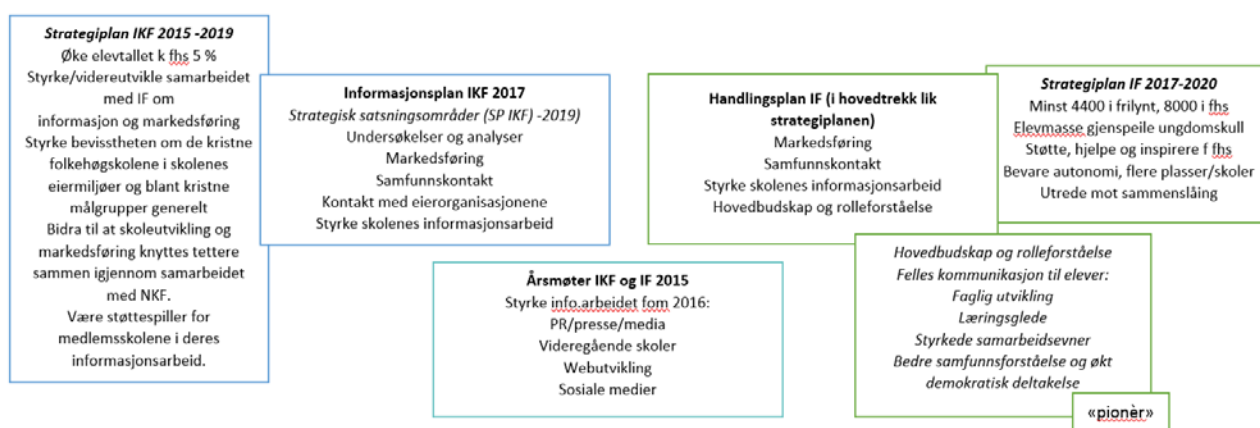 Strategiplan IKF 2015 -2019
Øke elevtallet k fhs 5 %
Styrke/videreutvikle samarbeidet
med IF om
informasjon og markedsføring
Styrke bevisstheten om de kristne
folkehøgskolene i skolenes
eiermiljøer og blant kristne
målgrupper generelt
Bidra til at skoleutvikling og
markedsføring knyttes tettere
sammen igjennom samarbeidet
med NKF.
Være støttespiller for
medlemsskolene i deres
informasjonsarbeid.
Informasjonsplan IKF 2017
Strategisk satsningsområder (SP IKF) -2019)
Undersøkelser og analyser
Markedsføring
Samfunnskontakt
Kontakt med eierorganisasjonene
Styrke skolenes informasjonsarbeid
Årsmøter IKF og IF 2015
Styrke info.arbeidet fom 2016:
PR/presse/media
Videregående skoler
Webutvikling
Sosiale medier
Handlingsplan IF (i hovedtrekk lik
strategiplanen)
Markedsføring
Samfunnskontakt
Styrke skolenes informasjonsarbeid
Hovedbudskap og rolleforståelse
Strategiplan IF 2017-2020
Minst 4400 i frilynt, 8000 i fhs
Elevmasse gjenspeile ungdomskull
Støtte, hjelpe og inspirere f fhs
Bevare autonomi, flere plasser/skoler
Utrede mot sammenslåing
Hovedbudskap og rolleforståelse
Felles kommunikasjon til elever:
Faglig utvikling
Læringsglede
Styrkede samarbeidsevner
Bedre samfunnsforståelse og økt
demokratisk deltakelse
«pionèr»